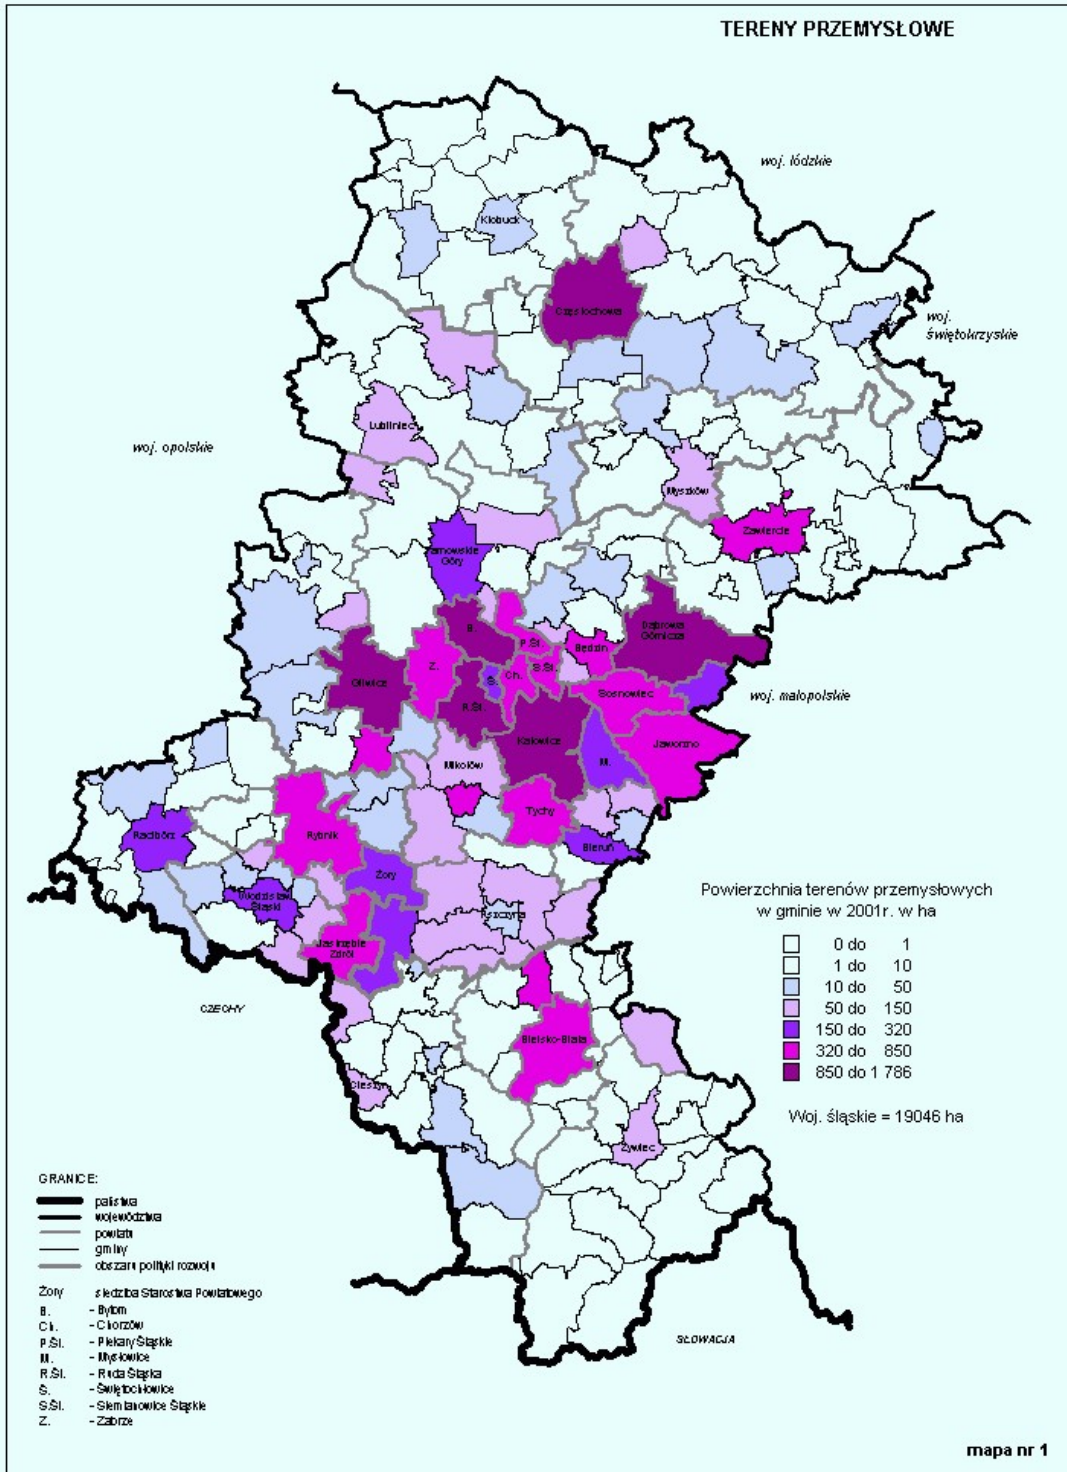 TERENY PRZEMYSŁOWE
woj. łódzkie
Kłobuck
Częstochowa
woj.
świętokrzyskie
Lubliniec
woj. opolskie
Myszków
Zawiercie
Tarnowskie
Góry
Dąbrowa
Górnicza
B.
P.Śl.
Będzin
Z.
S.Śl.
Ch.
Ś.
Gliwice
Sosnowiec
woj. małopolskie
R.Śl.
Katowice
Jaworzno
Mikołów
M.
Tychy
Racibórz
Rybnik
Bieruń
Żory
Wodzisław
Śląski
Pszczyna
Jastrzębie
Zdrój
Powierzchnia terenów przemysłowych
w gminie w 2001r. w ha
0 do 1
1 do 10
10 do 50
50 do 150
150 do 320
320 do 850
850 do 1 786
CZECHY
Bielsko-Biała
Cieszyn
Woj. śląskie = 19046 ha
Żywiec
GRANICE:
państwa
województwa
powiatu
gminy
obszaru polityki rozwoju
Żory siedziba Starostwa Powiatowego
B. - Bytom
Ch. - Chorzów
P.Śl. - Piekary Śląskie
M. - Mysłowice
R.Śl. - Ruda Śląska
Ś. - Świętochłowice
S.Śl. - Siemianowice Śląskie
Z. - Zabrze
SŁOWACJA
mapa nr 1